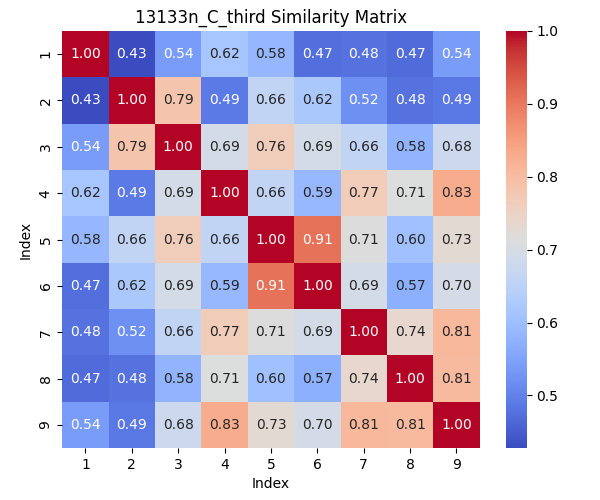 13133n_C_third Similarity Matrix
1 1.00 0.43 0.54 0.62 0.58 0.47 0.48 0.47 0.54
2 0.43 1.00 0.79 0.49 0.66 0.62 0.52 0.48 0.49
3 0.54 0.79 1.00 0.69 0.76 0.69 0.66 0.58 0.68
4 0.62 0.49 0.69 1.00 0.66 0.59 0.77 0.71 0.83
5 0.58 0.66 0.76 0.66 1.00 0.91 0.71 0.60 0.73
6 0.47 0.62 0.69 0.59 0.91 1.00 0.69 0.57 0.70
7 0.48 0.52 0.66 0.77 0.71 0.69 1.00 0.74 0.81
8 0.47 0.48 0.58 0.71 0.60 0.57 0.74 1.00 0.81
9 0.54 0.49 0.68 0.83 0.73 0.70 0.81 0.81 1.00
1 2 3 4 5 6 7 8 9
Index
Index
1.0
0.9
0.8
0.7
0.6
0.5